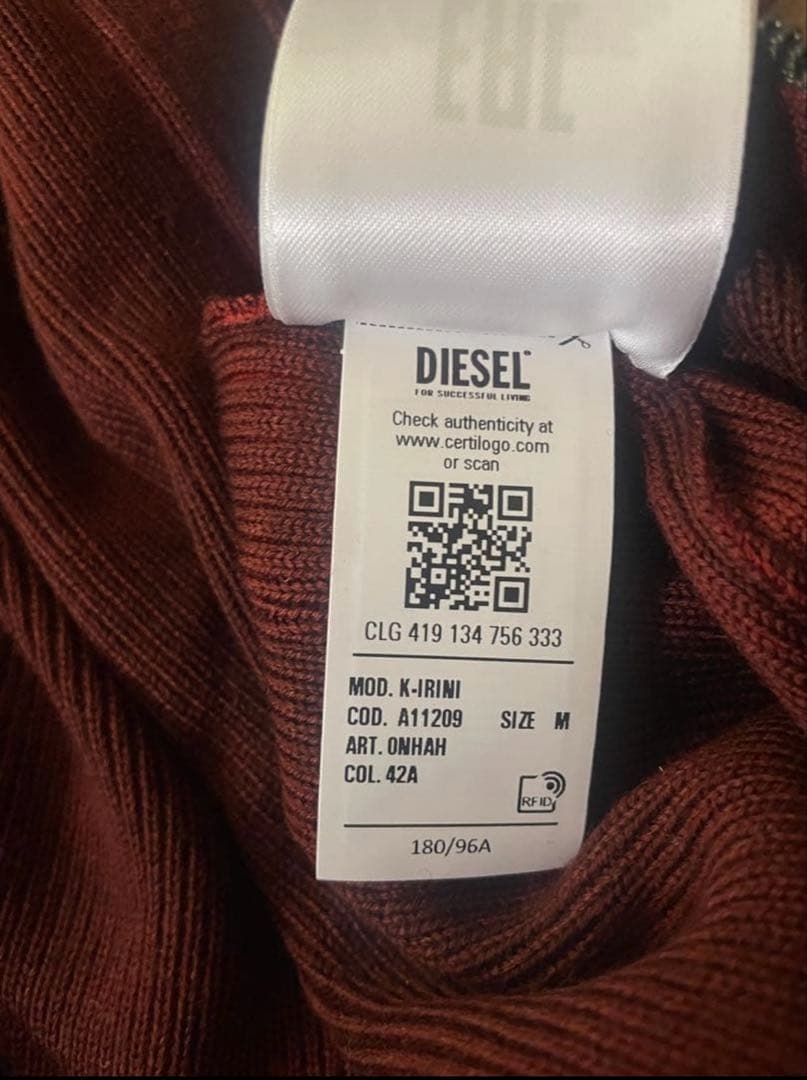 EAC
DIESEL
FOR SUCCESSFUL LIVING
Check authenticity at
www.certilogo.com
or scan
CLG 419 134 756 333
MOD. K-IRINI
COD. A11209 SIZE M
ART. 0NHAH
COL. 42A
RFID
180/96A